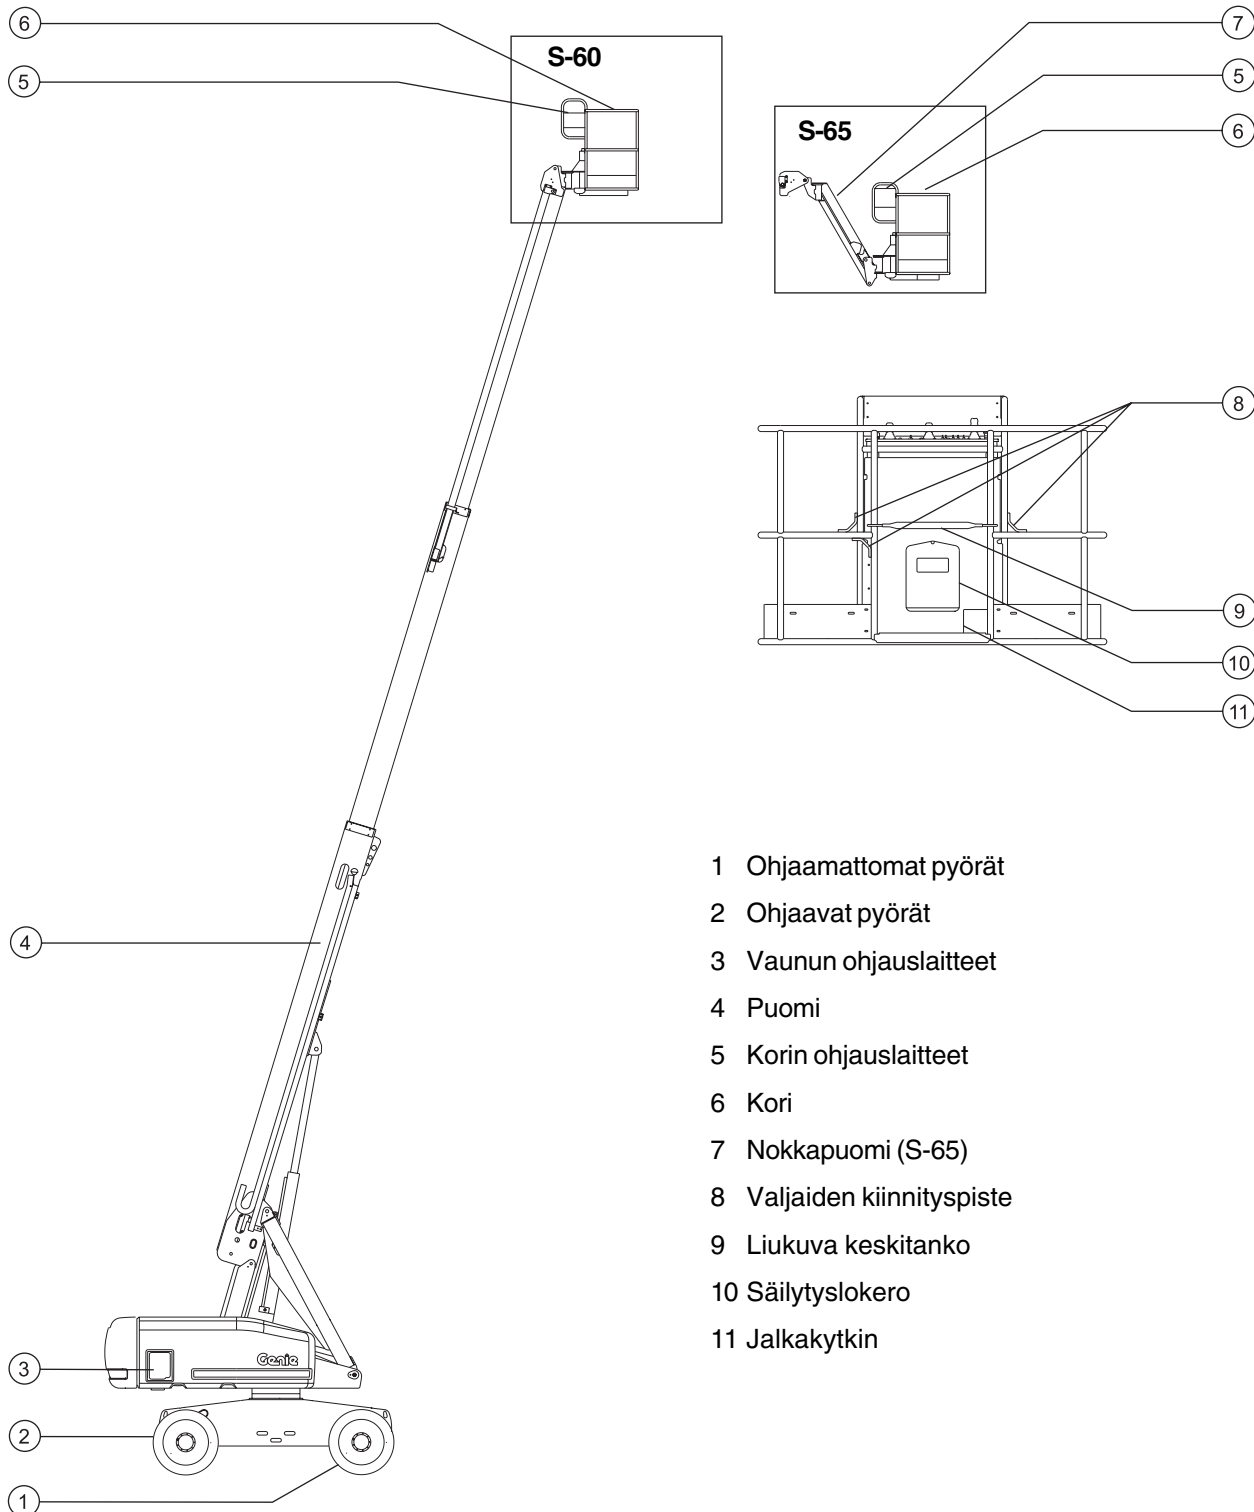 6
5
S-60
7
5
6
S-65
8
9
10
11
4
3
2
1
Genie
1 Ohjaamattomat pyörät
2 Ohjaavat pyörät
3 Vaunun ohjauslaitteet
4 Puomi
5 Korin ohjauslaitteet
6 Kori
7 Nokkapuomi (S-65)
8 Valjaiden kiinnityspiste
9 Liukuva keskitanko
10 Säilytyslokero
11 Jalkakytkin